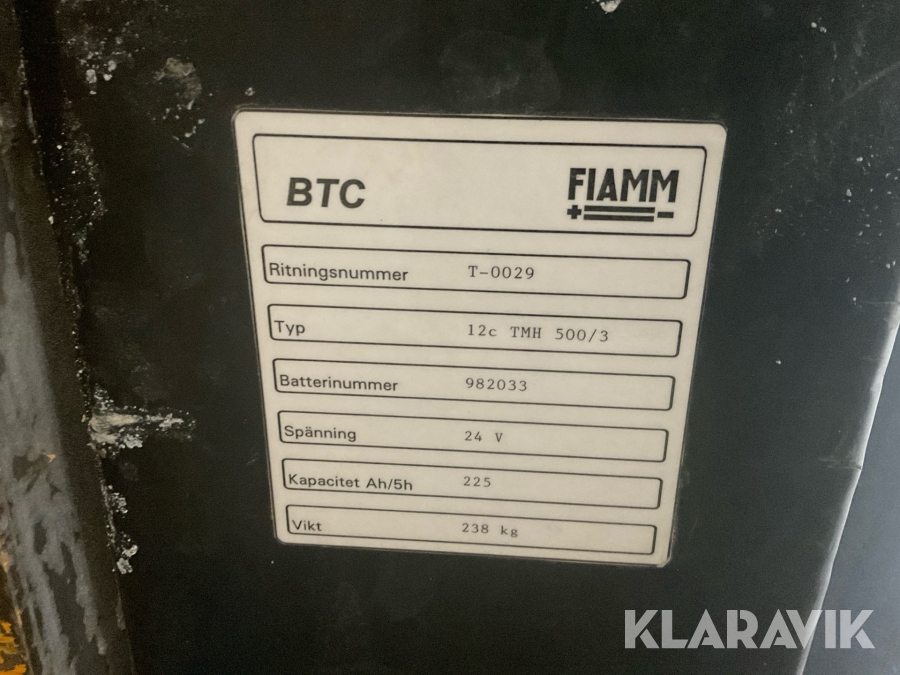 BTC FIAMM
Ritningsnummer T-0029
Typ 12c TMH 500/3
Batterinummer 982033
Spänning 24 V
Kapacitet Ah/5h 225
Vikt 238 kg
KLARAVIK